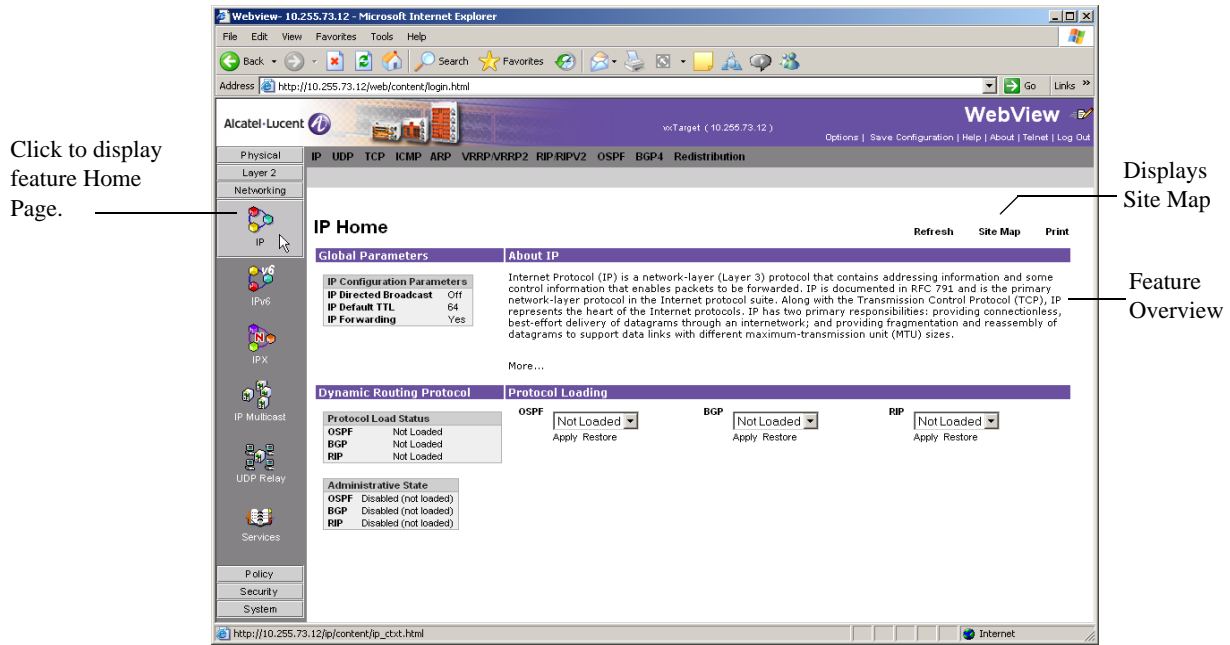 Webview- 10.255.73.12 - Microsoft Internet Explorer
File Edit View Favorites Tools Help
Back Search Favorites
Address http://10.255.73.12/web/content/login.html Go Links »
Alcatel·Lucent
vxTarget ( 10.255.73.12 )
WebView
Options | Save Configuration | Help | About | Telnet | Log Out
Physical
Layer 2
Networking
IP UDP TCP ICMP ARP VRRP/VRRP2 RIP/RIPV2 OSPF BGP4 Redistribution
Click to display
feature Home
Page.
Displays
Site Map
Feature
Overview
IP
IPv6
IPX
IP Multicast
UDP Relay
Services
Policy
Security
System
IP Home
Refresh Site Map Print
Global Parameters
IP Configuration Parameters
IP Directed Broadcast Off
IP Default TTL 64
IP Forwarding Yes
About IP
Internet Protocol (IP) is a network-layer (Layer 3) protocol that contains addressing information and some
control information that enables packets to be forwarded. IP is documented in RFC 791 and is the primary
network-layer protocol in the Internet protocol suite. Along with the Transmission Control Protocol (TCP), IP
represents the heart of the Internet protocols. IP has two primary responsibilities: providing connectionless,
best-effort delivery of datagrams through an internetwork; and providing fragmentation and reassembly of
datagrams to support data links with different maximum-transmission unit (MTU) sizes.
More...
Dynamic Routing Protocol
Protocol Load Status
OSPF Not Loaded
BGP Not Loaded
RIP Not Loaded
Administrative State
OSPF Disabled (not loaded)
BGP Disabled (not loaded)
RIP Disabled (not loaded)
Protocol Loading
OSPF Not Loaded BGP Not Loaded RIP Not Loaded
Apply Restore Apply Restore Apply Restore
http://10.255.73.12/ip/content/ip_ctxt.html
Internet